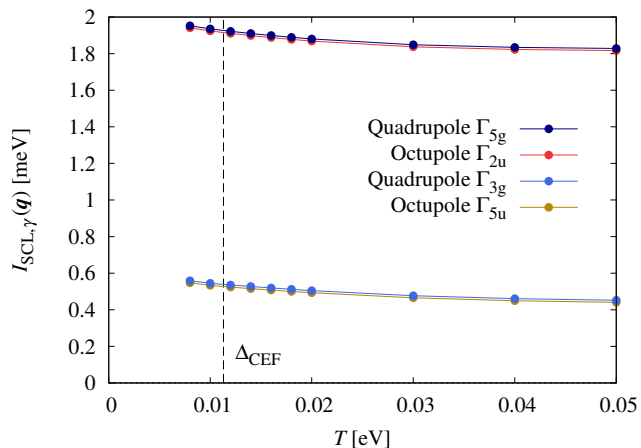 2
1.8
1.6
1.4
1.2
1
0.8
0.6
0.4
0.2
0
I_SCL,γ(q) [meV]
Quadrupole Γ5g
Octupole Γ2u
Quadrupole Γ3g
Octupole Γ5u
ΔCEF
0 0.01 0.02 0.03 0.04 0.05
T [eV]